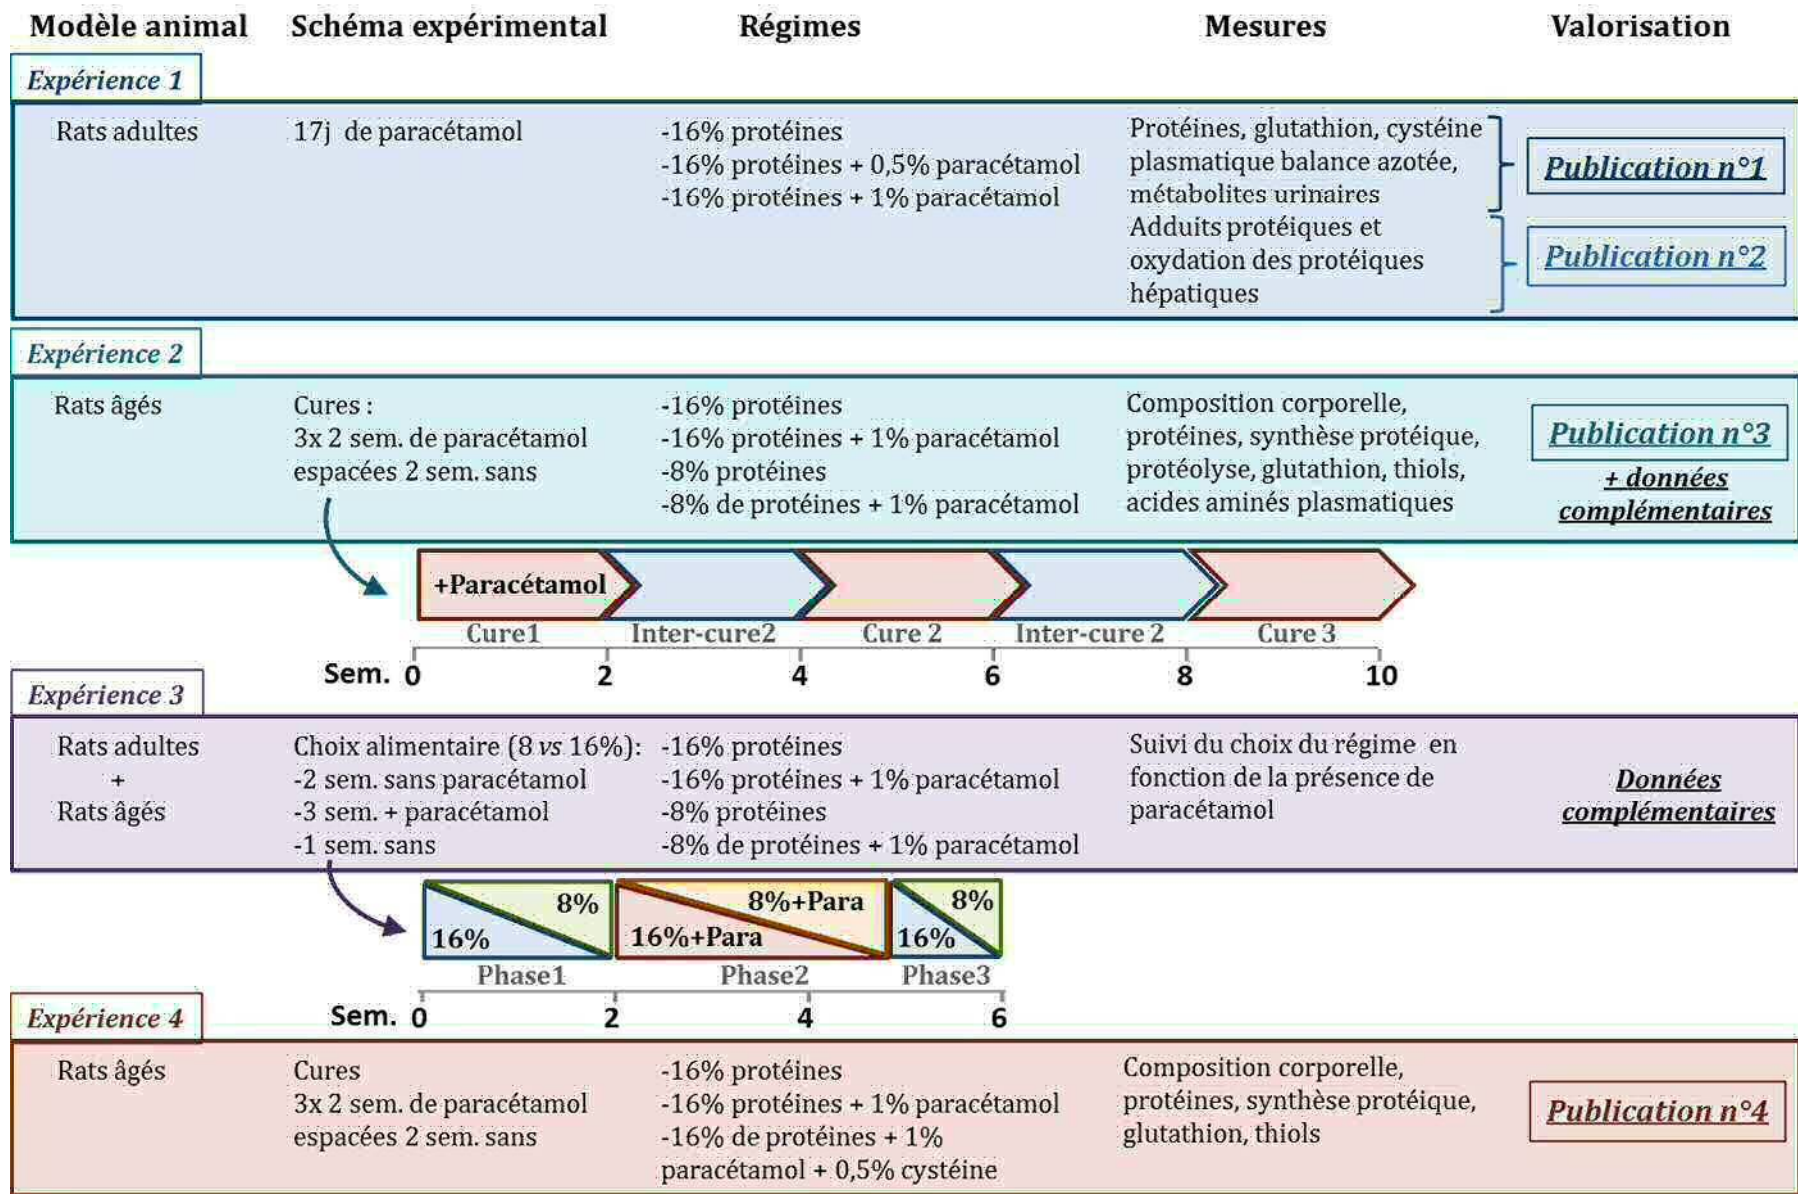 Modèle animal
Schéma expérimental
Régimes
Mesures
Valorisation
Expérience 1
Rats adultes
17j de paracétamol
-16% protéines
-16% protéines + 0,5% paracétamol
-16% protéines + 1% paracétamol
Protéines, glutathion, cystéine
plasmatique balance azotée,
métabolites urinaires
Adduits protéiques et
oxydation des protéiques
hépatiques
Publication n°1
Publication n°2
Expérience 2
Rats âgés
Cures :
3x 2 sem. de paracétamol
espacées 2 sem. sans
-16% protéines
-16% protéines + 1% paracétamol
-8% protéines
-8% de protéines + 1% paracétamol
Composition corporelle,
protéines, synthèse protéique,
protéolyse, glutathion, thiols,
acides aminés plasmatiques
Publication n°3
+ données
complémentaires
+Paracétamol
Cure1
Inter-cure2
Cure 2
Inter-cure 2
Cure 3
Sem. 0 2 4 6 8 10
Expérience 3
Rats adultes
+
Rats âgés
Choix alimentaire (8 vs 16%):
-2 sem. sans paracétamol
-3 sem. + paracétamol
-1 sem. sans
-16% protéines
-16% protéines + 1% paracétamol
-8% protéines
-8% de protéines + 1% paracétamol
Suivi du choix du régime en
fonction de la présence de
paracétamol
Données
complémentaires
8%
16%
8%+Para
16%+Para
8%
16%
Phase1
Phase2
Phase3
Sem. 0 2 4 6
Expérience 4
Rats âgés
Cures
3x 2 sem. de paracétamol
espacées 2 sem. sans
-16% protéines
-16% protéines + 1% paracétamol
-16% de protéines + 1%
paracétamol + 0,5% cystéine
Composition corporelle,
protéines, synthèse protéique,
glutathion, thiols
Publication n°4